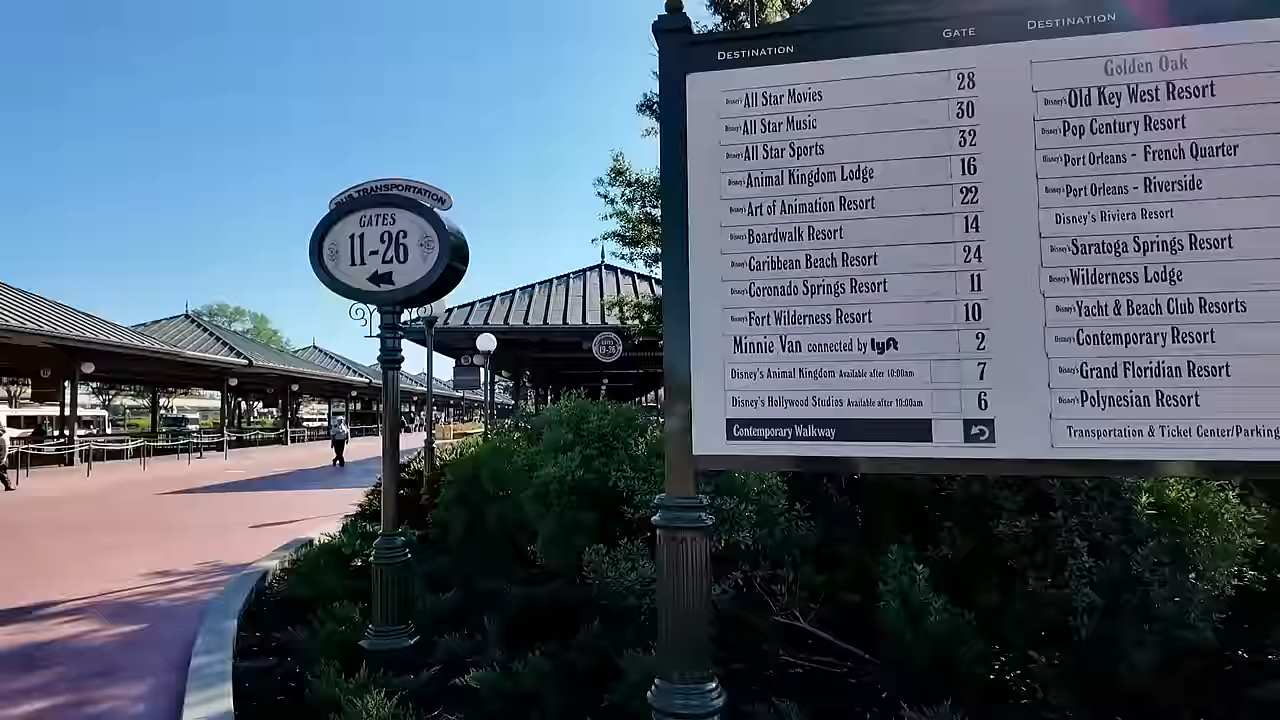 BUS TRANSPORTATION
GATES
11-26
19-26
DESTINATION GATE
Disney's All Star Movies 28
Disney's All Star Music 30
Disney's All Star Sports 32
Disney's Animal Kingdom Lodge 16
Disney's Art of Animation Resort 22
Disney's Boardwalk Resort 14
Disney's Caribbean Beach Resort 24
Disney's Coronado Springs Resort 11
Disney's Fort Wilderness Resort 10
Minnie Van connected by lyft 2
Disney's Animal Kingdom Available after 10:00am 7
Disney's Hollywood Studios Available after 10:00am 6
Contemporary Walkway
DESTINATION
Golden Oak
Disney's Old Key West Resort
Disney's Pop Century Resort
Disney's Port Orleans - French Quarter
Disney's Port Orleans - Riverside
Disney's Riviera Resort
Disney's Saratoga Springs Resort
Disney's Wilderness Lodge
Disney's Yacht & Beach Club Resorts
Disney's Contemporary Resort
Disney's Grand Floridian Resort
Disney's Polynesian Resort
Transportation & Ticket Center/Parking